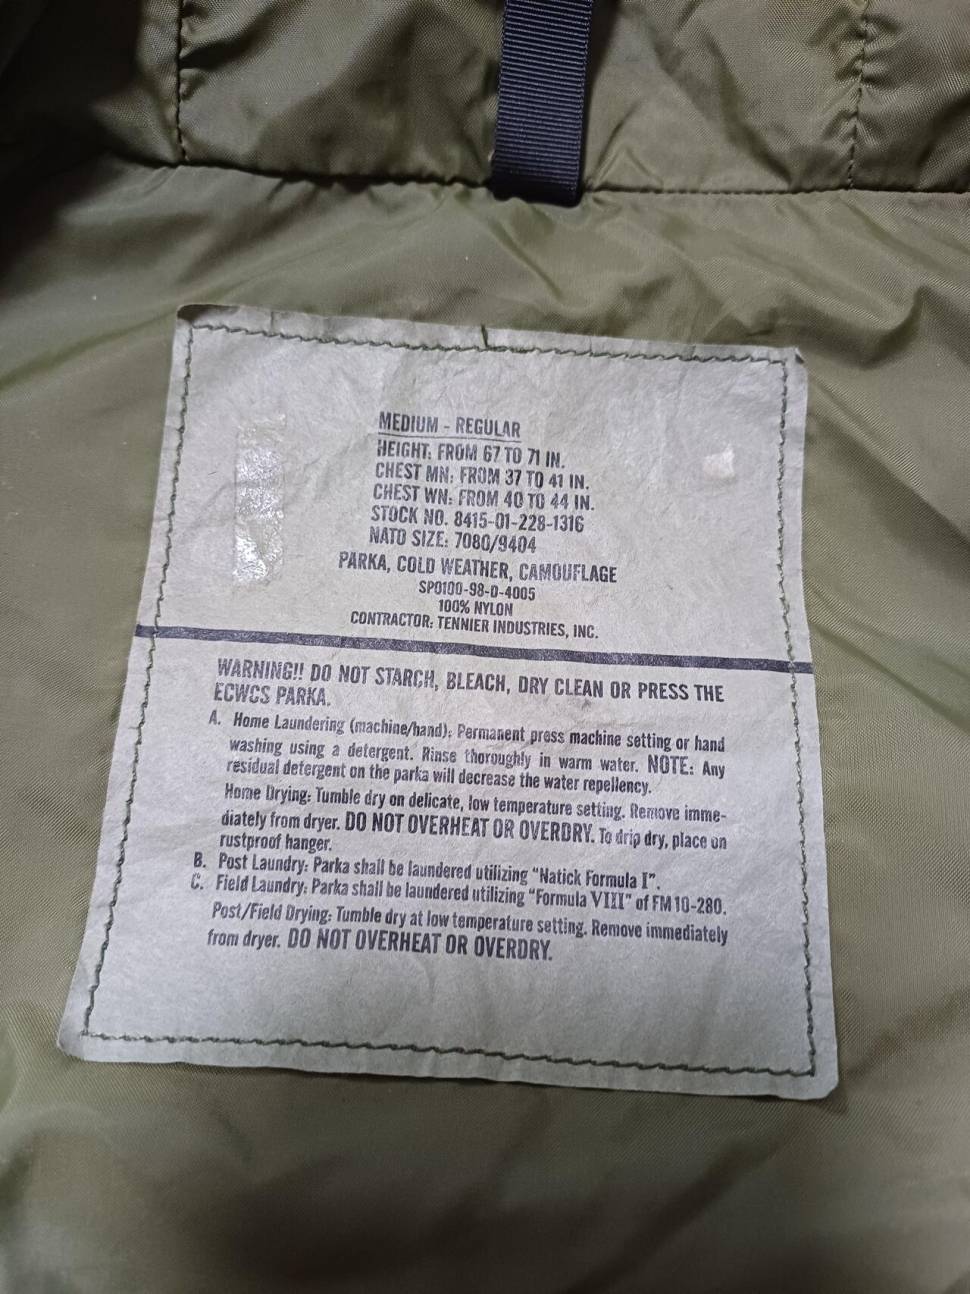 MEDIUM - REGULAR
HEIGHT: FROM 67 TO 71 IN.
CHEST MN: FROM 37 TO 41 IN.
CHEST WN: FROM 40 TO 44 IN.
STOCK NO. 8415-01-228-1316
NATO SIZE: 7080/9404
PARKA, COLD WEATHER, CAMOUFLAGE
SPO100-98-D-4005
100% NYLON
CONTRACTOR: TENNIER INDUSTRIES, INC.
WARNING!! DO NOT STARCH, BLEACH, DRY CLEAN OR PRESS THE
ECWCS PARKA.
A. Home Laundering (machine/hand): Permanent press machine setting or hand
washing using a detergent. Rinse thoroughly in warm water. NOTE: Any
residual detergent on the parka will decrease the water repellency.
Home Drying: Tumble dry on delicate, low temperature setting. Remove imme-
diately from dryer. DO NOT OVERHEAT OR OVERDRY. To drip dry, place on
rustproof hanger.
B. Post Laundry: Parka shall be laundered utilizing "Natick Formula I".
C. Field Laundry: Parka shall be laundered utilizing "Formula VIII" of FM 10-280.
Post/Field Drying: Tumble dry at low temperature setting. Remove immediately
from dryer. DO NOT OVERHEAT OR OVERDRY.